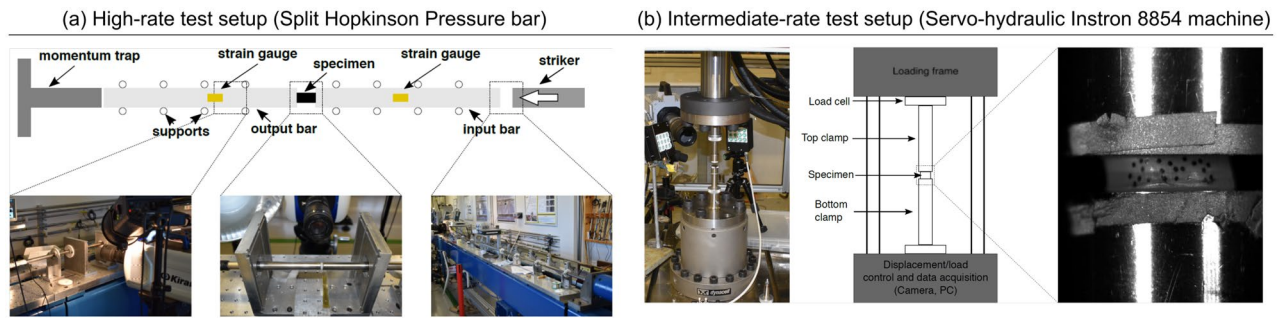 (a) High-rate test setup (Split Hopkinson Pressure bar)
momentum trap
strain gauge
specimen
strain gauge
striker
supports
output bar
input bar
(b) Intermediate-rate test setup (Servo-hydraulic Instron 8854 machine)
Loading frame
Load cell
Top clamp
Specimen
Bottom
clamp
Displacement/load
control and data acquisition
(Camera, PC)